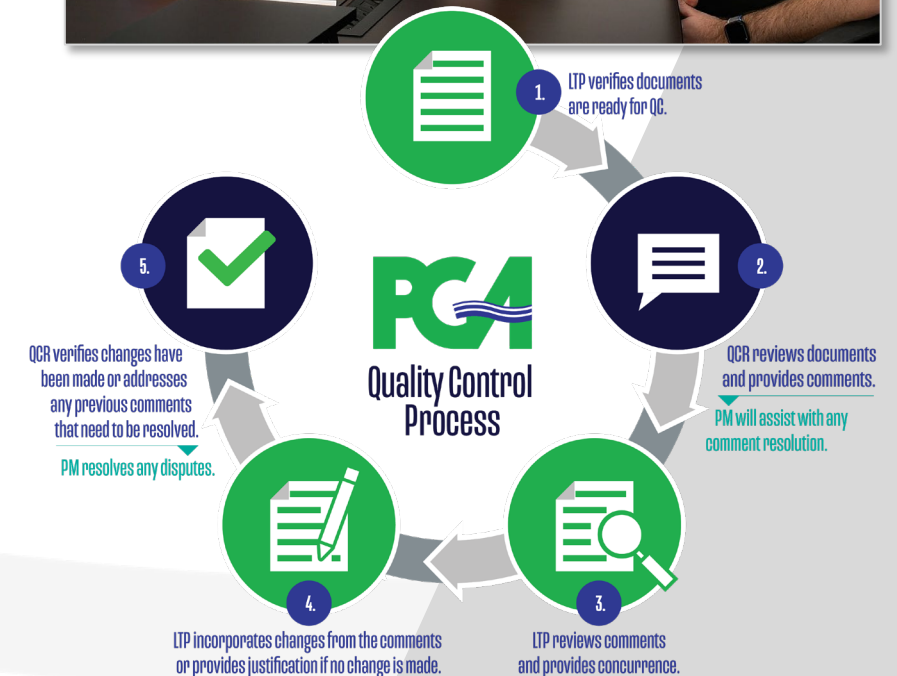 1.
LTP verifies documents
are ready for QC.
2.
QCR reviews documents
and provides comments.
PM will assist with any
comment resolution.
3.
LTP reviews comments
and provides concurrence.
4.
LTP incorporates changes from the comments
or provides justification if no change is made.
5.
QCR verifies changes have
been made or addresses
any previous comments
that need to be resolved.
PM resolves any disputes.
PGA
Quality Control
Process